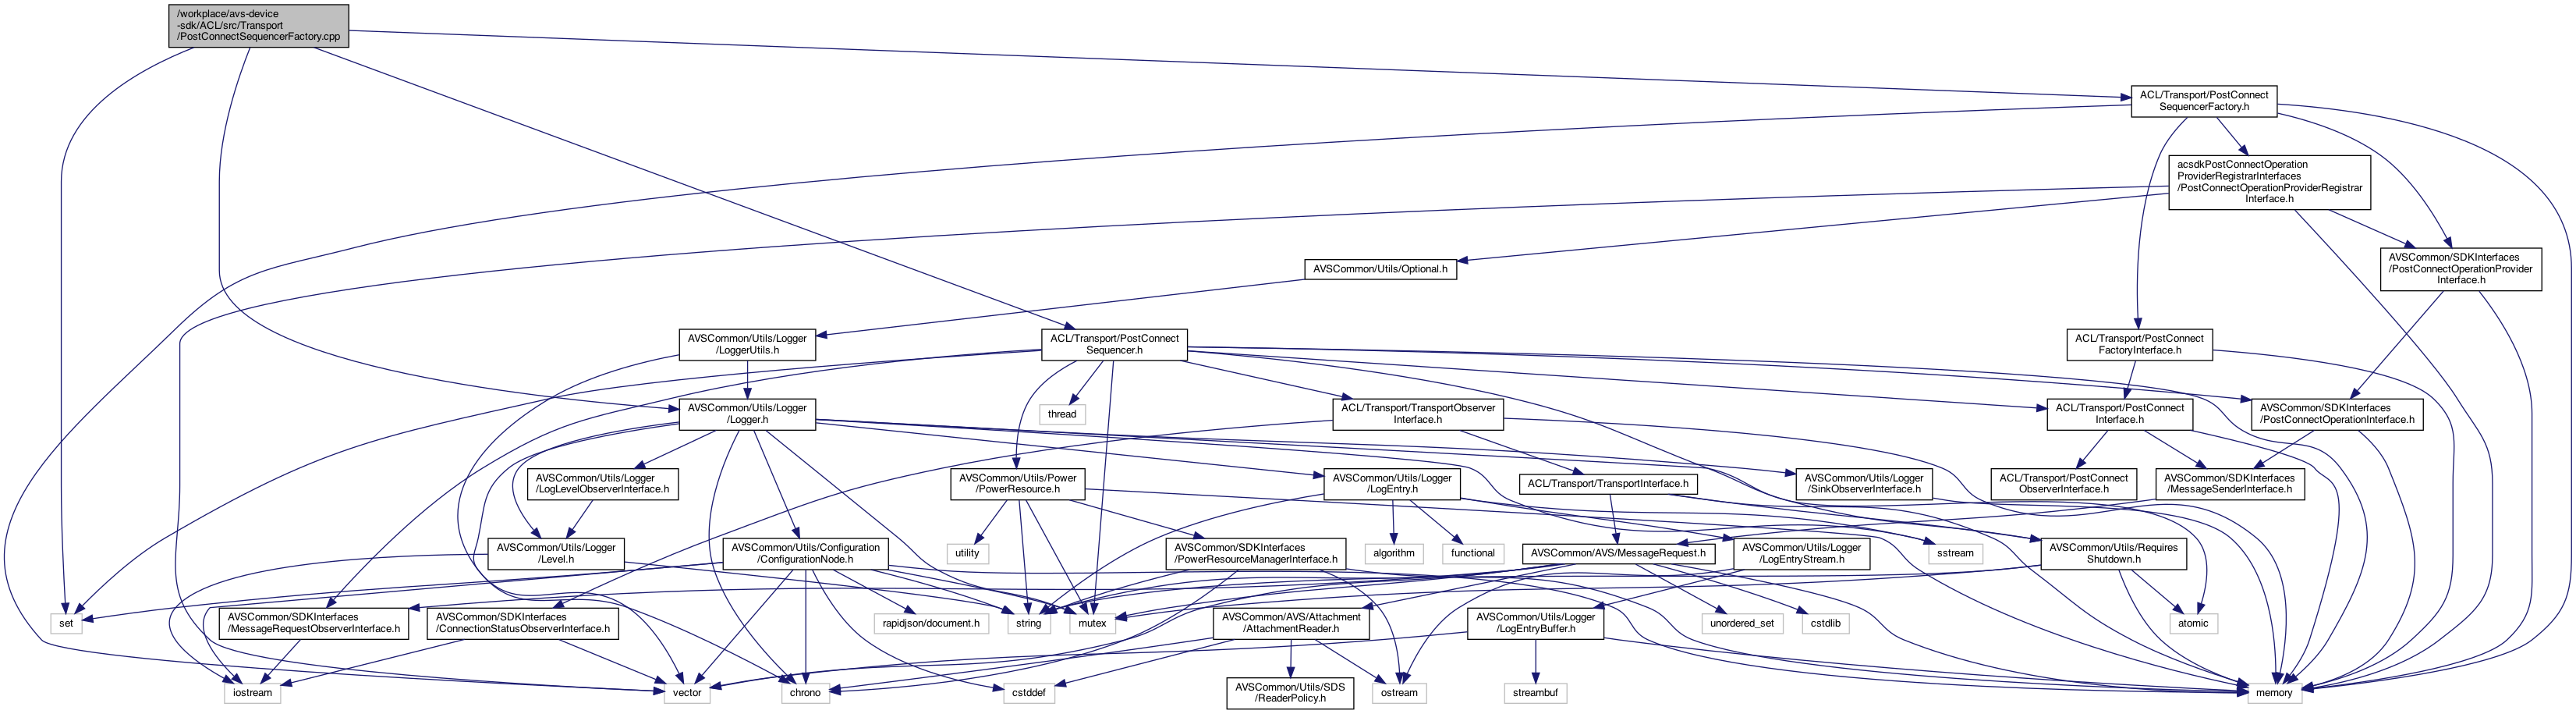 /workplace/avs-device
-sdk/ACL/src/Transport
/PostConnectSequencerFactory.cpp
ACL/Transport/PostConnect
SequencerFactory.h
acsdkPostConnectOperation
ProviderRegistrarInterfaces
/PostConnectOperationProviderRegistrar
Interface.h
AVSCommon/Utils/Optional.h
AVSCommon/SDKInterfaces
/PostConnectOperationProvider
Interface.h
AVSCommon/Utils/Logger
/LoggerUtils.h
ACL/Transport/PostConnect
Sequencer.h
ACL/Transport/PostConnect
FactoryInterface.h
AVSCommon/Utils/Logger
/Logger.h
thread
ACL/Transport/TransportObserver
Interface.h
ACL/Transport/PostConnect
Interface.h
AVSCommon/SDKInterfaces
/PostConnectOperationInterface.h
AVSCommon/Utils/Logger
/LogLevelObserverInterface.h
AVSCommon/Utils/Power
/PowerResource.h
AVSCommon/Utils/Logger
/LogEntry.h
ACL/Transport/TransportInterface.h
AVSCommon/Utils/Logger
/SinkObserverInterface.h
ACL/Transport/PostConnect
ObserverInterface.h
AVSCommon/SDKInterfaces
/MessageSenderInterface.h
AVSCommon/Utils/Logger
/Level.h
AVSCommon/Utils/Configuration
/ConfigurationNode.h
utility
AVSCommon/SDKInterfaces
/PowerResourceManagerInterface.h
algorithm
functional
AVSCommon/AVS/MessageRequest.h
AVSCommon/Utils/Logger
/LogEntryStream.h
sstream
AVSCommon/Utils/Requires
Shutdown.h
set
AVSCommon/SDKInterfaces
/MessageRequestObserverInterface.h
AVSCommon/SDKInterfaces
/ConnectionStatusObserverInterface.h
rapidjson/document.h
string
mutex
AVSCommon/AVS/Attachment
/AttachmentReader.h
AVSCommon/Utils/Logger
/LogEntryBuffer.h
unordered_set
cstdlib
atomic
iostream
vector
chrono
cstddef
AVSCommon/Utils/SDS
/ReaderPolicy.h
ostream
streambuf
memory